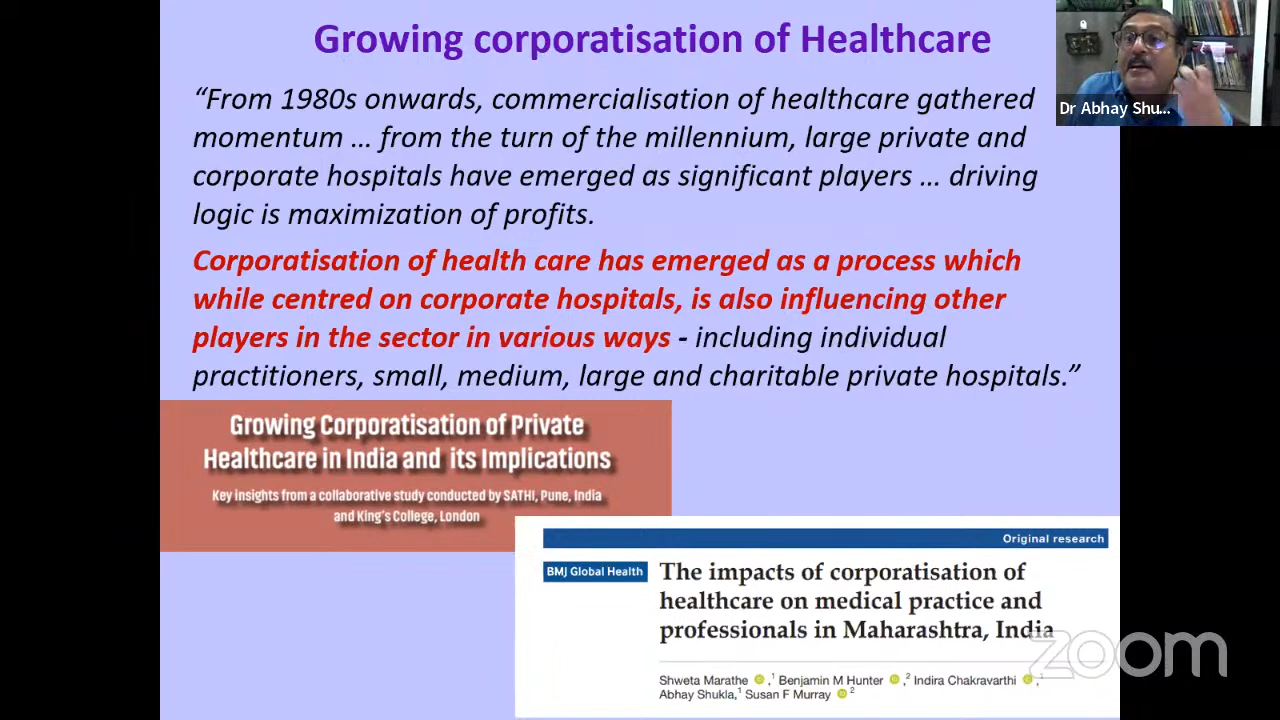 Growing corporatisation of Healthcare
“From 1980s onwards, commercialisation of healthcare gathered
momentum ... from the turn of the millennium, large private and
corporate hospitals have emerged as significant players ... driving
logic is maximization of profits.
Corporatisation of health care has emerged as a process which
while centred on corporate hospitals, is also influencing other
players in the sector in various ways - including individual
practitioners, small, medium, large and charitable private hospitals.”
Dr Abhay Shu...
Growing Corporatisation of Private
Healthcare in India and its Implications
Key insights from a collaborative study conducted by SATHI, Pune, India
and King's College, London
Original research
BMJ Global Health
The impacts of corporatisation of
healthcare on medical practice and
professionals in Maharashtra, India
Shweta Marathe ,1 Benjamin M Hunter ,2 Indira Chakravarthi ,1
Abhay Shukla,1 Susan F Murray 2
zoom